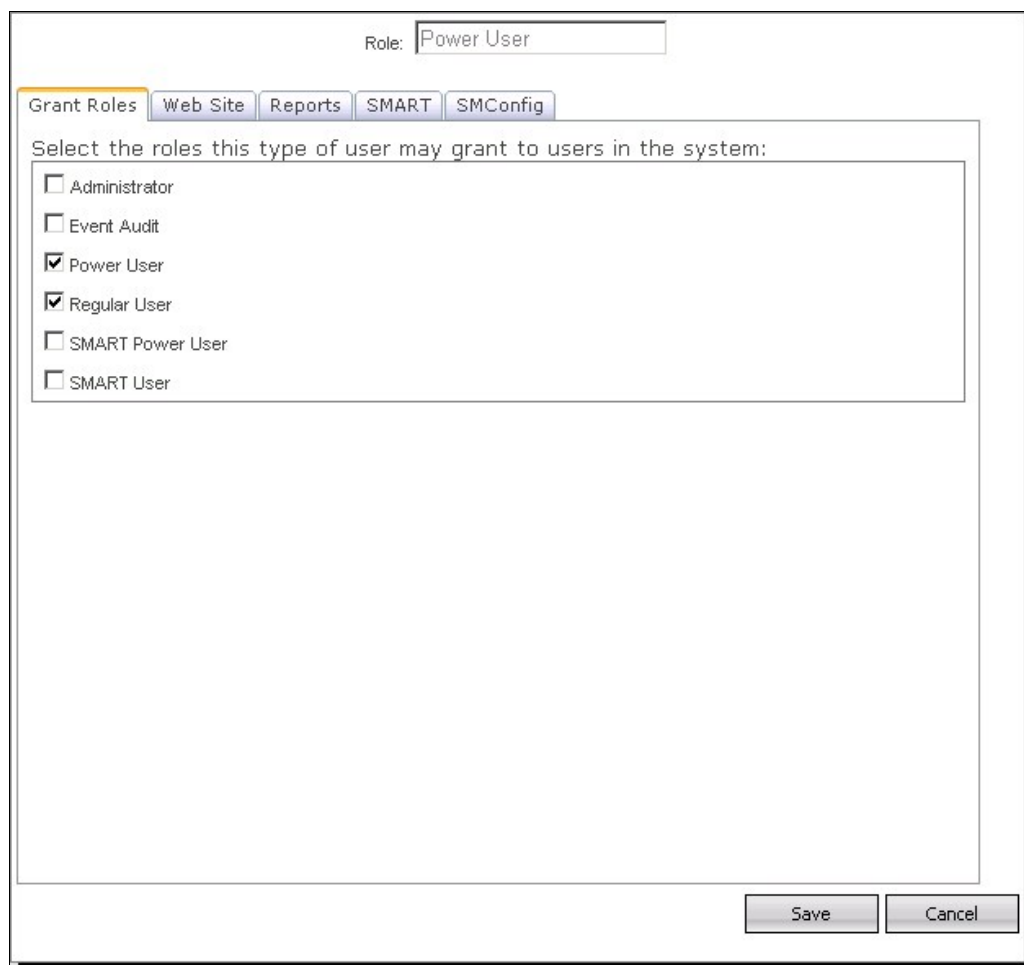 Role: Power User
Grant Roles Web Site Reports SMART SMConfig
Select the roles this type of user may grant to users in the system:
Administrator
Event Audit
Power User
Regular User
SMART Power User
SMART User
Save Cancel